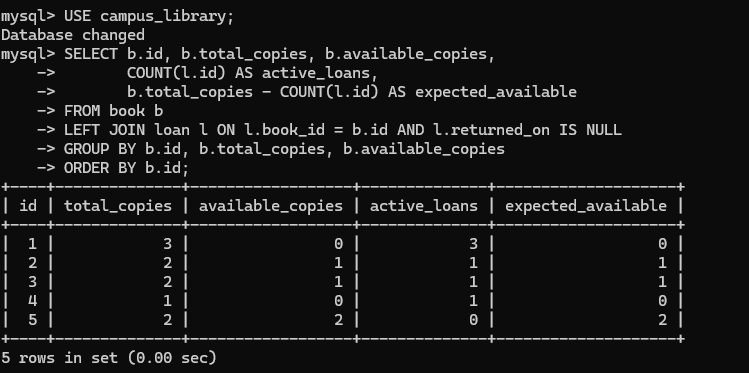 mysql> USE campus_library;
Database changed
mysql> SELECT b.id, b.total_copies, b.available_copies,
    ->        COUNT(l.id) AS active_loans,
    ->        b.total_copies - COUNT(l.id) AS expected_available
    -> FROM book b
    -> LEFT JOIN loan l ON l.book_id = b.id AND l.returned_on IS NULL
    -> GROUP BY b.id, b.total_copies, b.available_copies
    -> ORDER BY b.id;
+----+--------------+------------------+--------------+--------------------+
| id | total_copies | available_copies | active_loans | expected_available |
+----+--------------+------------------+--------------+--------------------+
|  1 |            3 |                0 |            3 |                  0 |
|  2 |            2 |                1 |            1 |                  1 |
|  3 |            2 |                1 |            1 |                  1 |
|  4 |            1 |                0 |            1 |                  0 |
|  5 |            2 |                2 |            0 |                  2 |
+----+--------------+------------------+--------------+--------------------+
5 rows in set (0.00 sec)